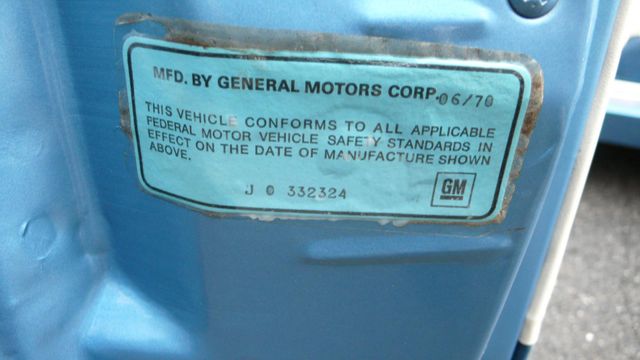 MFD. BY GENERAL MOTORS CORP. 06/70
THIS VEHICLE CONFORMS TO ALL APPLICABLE
FEDERAL MOTOR VEHICLE SAFETY STANDARDS IN
EFFECT ON THE DATE OF MANUFACTURE SHOWN
ABOVE.
J 0 332324
GM